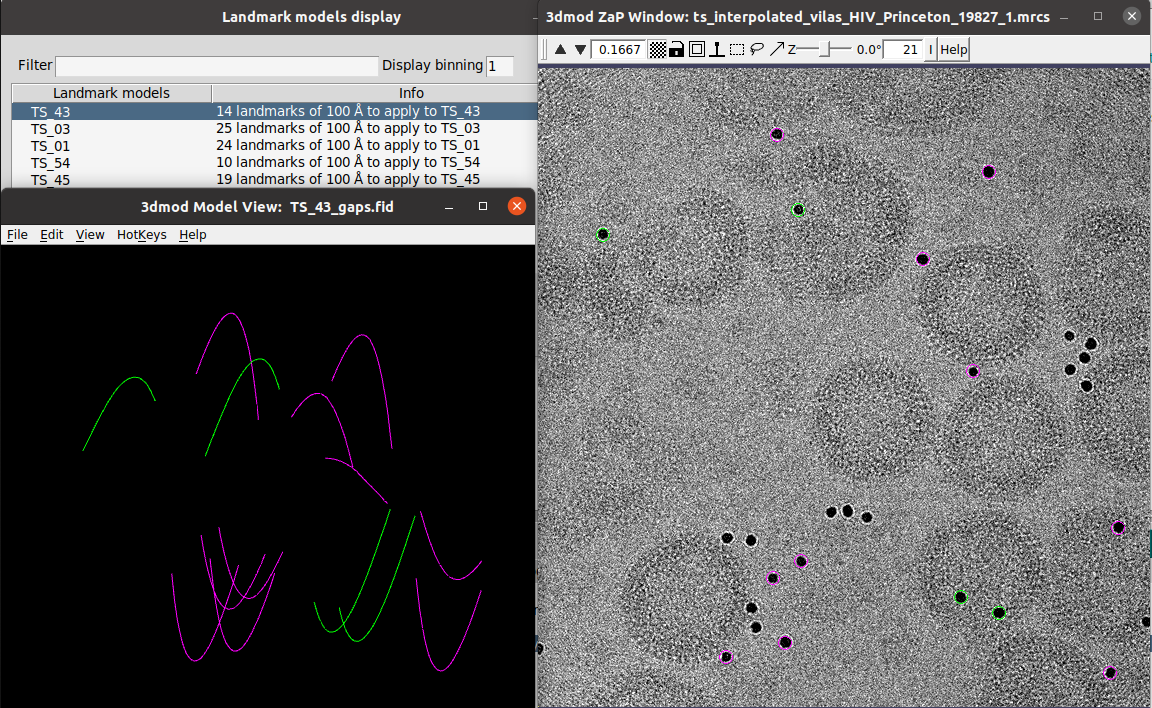 Landmark models display
Filter
Display binning 1
Landmark models Info
TS_43 14 landmarks of 100 Å to apply to TS_43
TS_03 25 landmarks of 100 Å to apply to TS_03
TS_01 24 landmarks of 100 Å to apply to TS_01
TS_54 10 landmarks of 100 Å to apply to TS_54
TS_45 19 landmarks of 100 Å to apply to TS_45
3dmod Model View: TS_43_gaps.fid
File Edit View HotKeys Help
3dmod ZaP Window: ts_interpolated_vilas_HIV_Princeton_19827_1.mrcs
0.1667 Z 0.0° 21 I Help